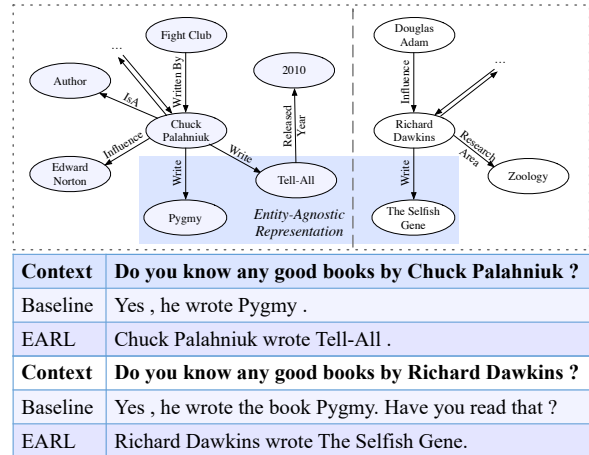 Fight Club
Douglas
Adam
...
2010
...
Author
Written By
IsA
Released
Year
Influence
Chuck
Palahniuk
Richard
Dawkins
Influence
Write
Research
Area
Edward
Norton
Write
Tell-All
Write
Zoology
Pygmy
Entity-Agnostic
Representation
The Selfish
Gene
Context Do you know any good books by Chuck Palahniuk ?
Baseline Yes , he wrote Pygmy .
EARL Chuck Palahniuk wrote Tell-All .
Context Do you know any good books by Richard Dawkins ?
Baseline Yes , he wrote the book Pygmy. Have you read that ?
EARL Richard Dawkins wrote The Selfish Gene.